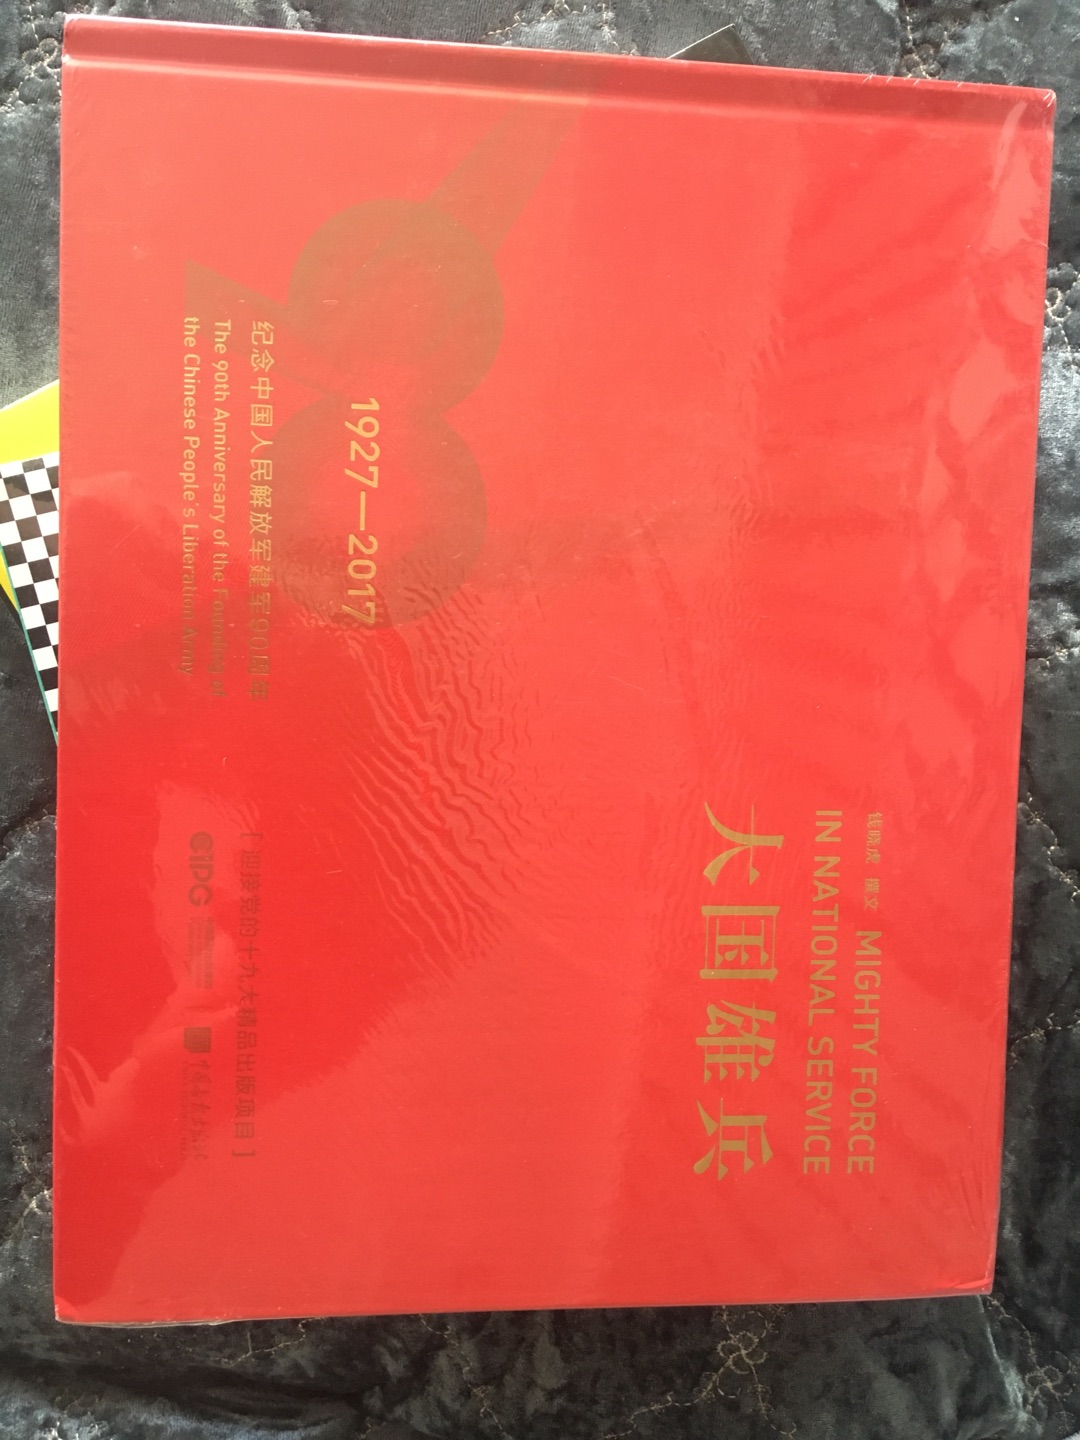 钱晓虎 撰文 MIGHTY FORCE
IN NATIONAL SERVICE
大国雄兵
1927—2017
纪念中国人民解放军建军90周年
The 90th Anniversary of the Founding of
the Chinese People's Liberation Army
[迎接党的十九大精品出版项目]
CIPG